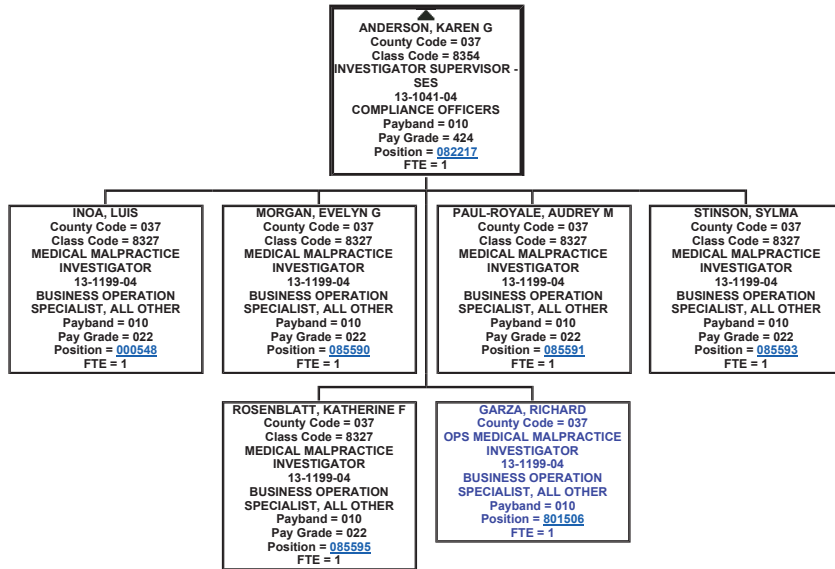 ANDERSON, KAREN G
County Code = 037
Class Code = 8354
INVESTIGATOR SUPERVISOR -
SES
13-1041-04
COMPLIANCE OFFICERS
Payband = 010
Pay Grade = 424
Position = 082217
FTE = 1
INOA, LUIS
County Code = 037
Class Code = 8327
MEDICAL MALPRACTICE
INVESTIGATOR
13-1199-04
BUSINESS OPERATION
SPECIALIST, ALL OTHER
Payband = 010
Pay Grade = 022
Position = 000548
FTE = 1
MORGAN, EVELYN G
County Code = 037
Class Code = 8327
MEDICAL MALPRACTICE
INVESTIGATOR
13-1199-04
BUSINESS OPERATION
SPECIALIST, ALL OTHER
Payband = 010
Pay Grade = 022
Position = 085590
FTE = 1
PAUL-ROYALE, AUDREY M
County Code = 037
Class Code = 8327
MEDICAL MALPRACTICE
INVESTIGATOR
13-1199-04
BUSINESS OPERATION
SPECIALIST, ALL OTHER
Payband = 010
Pay Grade = 022
Position = 085591
FTE = 1
STINSON, SYLMA
County Code = 037
Class Code = 8327
MEDICAL MALPRACTICE
INVESTIGATOR
13-1199-04
BUSINESS OPERATION
SPECIALIST, ALL OTHER
Payband = 010
Pay Grade = 022
Position = 085593
FTE = 1
ROSENBLATT, KATHERINE F
County Code = 037
Class Code = 8327
MEDICAL MALPRACTICE
INVESTIGATOR
13-1199-04
BUSINESS OPERATION
SPECIALIST, ALL OTHER
Payband = 010
Pay Grade = 022
Position = 085595
FTE = 1
GARZA, RICHARD
County Code = 037
OPS MEDICAL MALPRACTICE
INVESTIGATOR
13-1199-04
BUSINESS OPERATION
SPECIALIST, ALL OTHER
Payband = 010
Position = 801506
FTE = 1